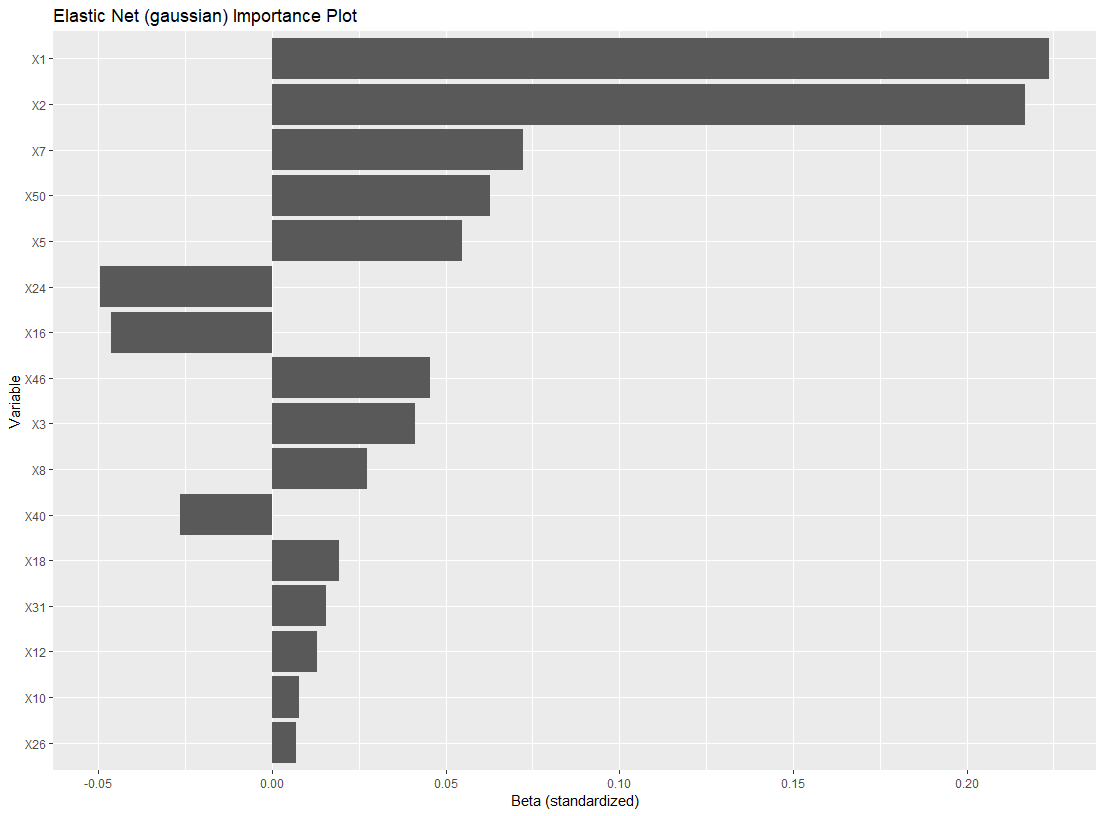 Elastic Net (gaussian) Importance Plot
X1
X2
X7
X50
X5
X24
X16
X46
X3
X8
X40
X18
X31
X12
X10
X26
Variable
-0.05 0.00 0.05 0.10 0.15 0.20
Beta (standardized)